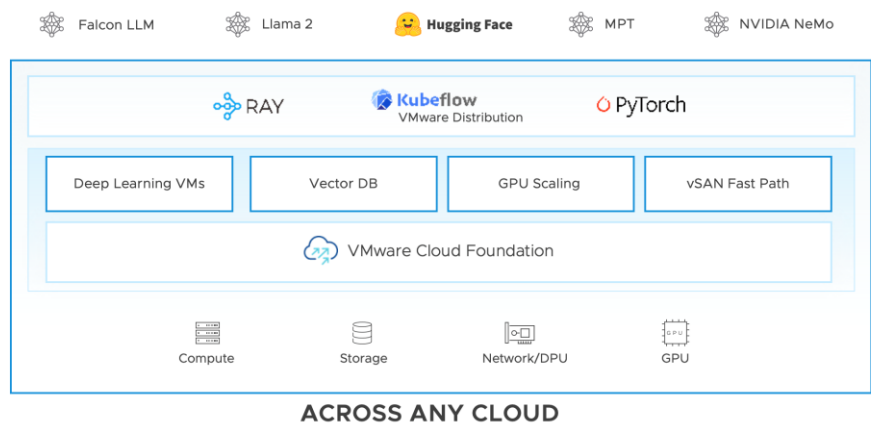 Falcon LLM
Llama 2
Hugging Face
MPT
NVIDIA NeMo
RAY
Kubeflow
VMware Distribution
PyTorch
Deep Learning VMs
Vector DB
GPU Scaling
vSAN Fast Path
VMware Cloud Foundation
GPU
Compute
Storage
Network/DPU
GPU
ACROSS ANY CLOUD